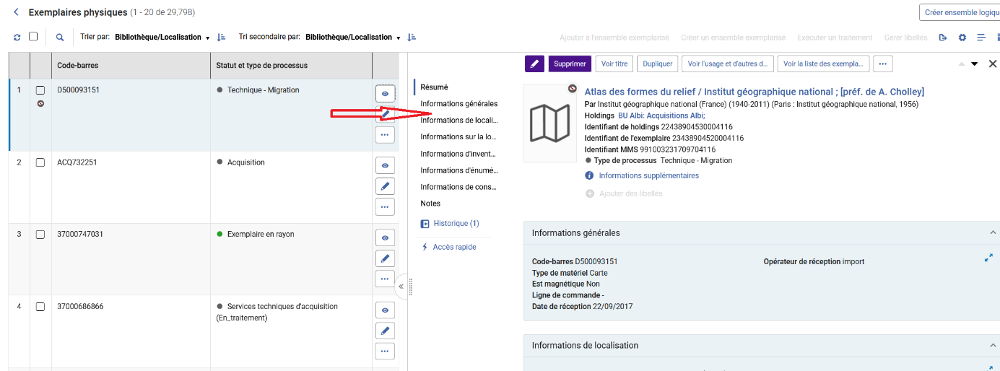 Exemplaires physiques (1 - 20 de 29,798)
Créer ensemble logiqu
Trier par: Bibliothèque/Localisation
Tri secondaire par: Bibliothèque/Localisation
Ajouter à l'ensemble exemplarisé
Créer un ensemble exemplarisé
Exécuter un traitement
Gérer libellés
Code-barres
Statut et type de processus
1
D500093151
Technique - Migration
2
ACQ732251
Acquisition
3
37000747031
Exemplaire en rayon
4
37000686866
Services techniques d'acquisition
(En_traitement)
Résumé
Informations générales
Informations de locali...
Informations sur la lo...
Informations d'invent...
Informations d'énumé...
Informations de cons...
Notes
Historique (1)
Accès rapide
Supprimer
Voir titre
Dupliquer
Voir l'usage et d'autres d...
Voir la liste des exempla...
Atlas des formes du relief / Institut géographique national ; [préf. de A. Cholley]
Par Institut géographique national (France) (1940-2011) (Paris : Institut géographique national, 1956)
Holdings BU Albi: Acquisitions Albi;
Identifiant de holdings 22438904530004116
Identifiant de l'exemplaire 23438904520004116
Identifiant MMS 991003231709704116
Type de processus Technique - Migration
Informations supplémentaires
Ajouter des libellés
Informations générales
Code-barres D500093151
Opérateur de réception import
Type de matériel Carte
Est magnétique Non
Ligne de commande -
Date de réception 22/09/2017
Informations de localisation